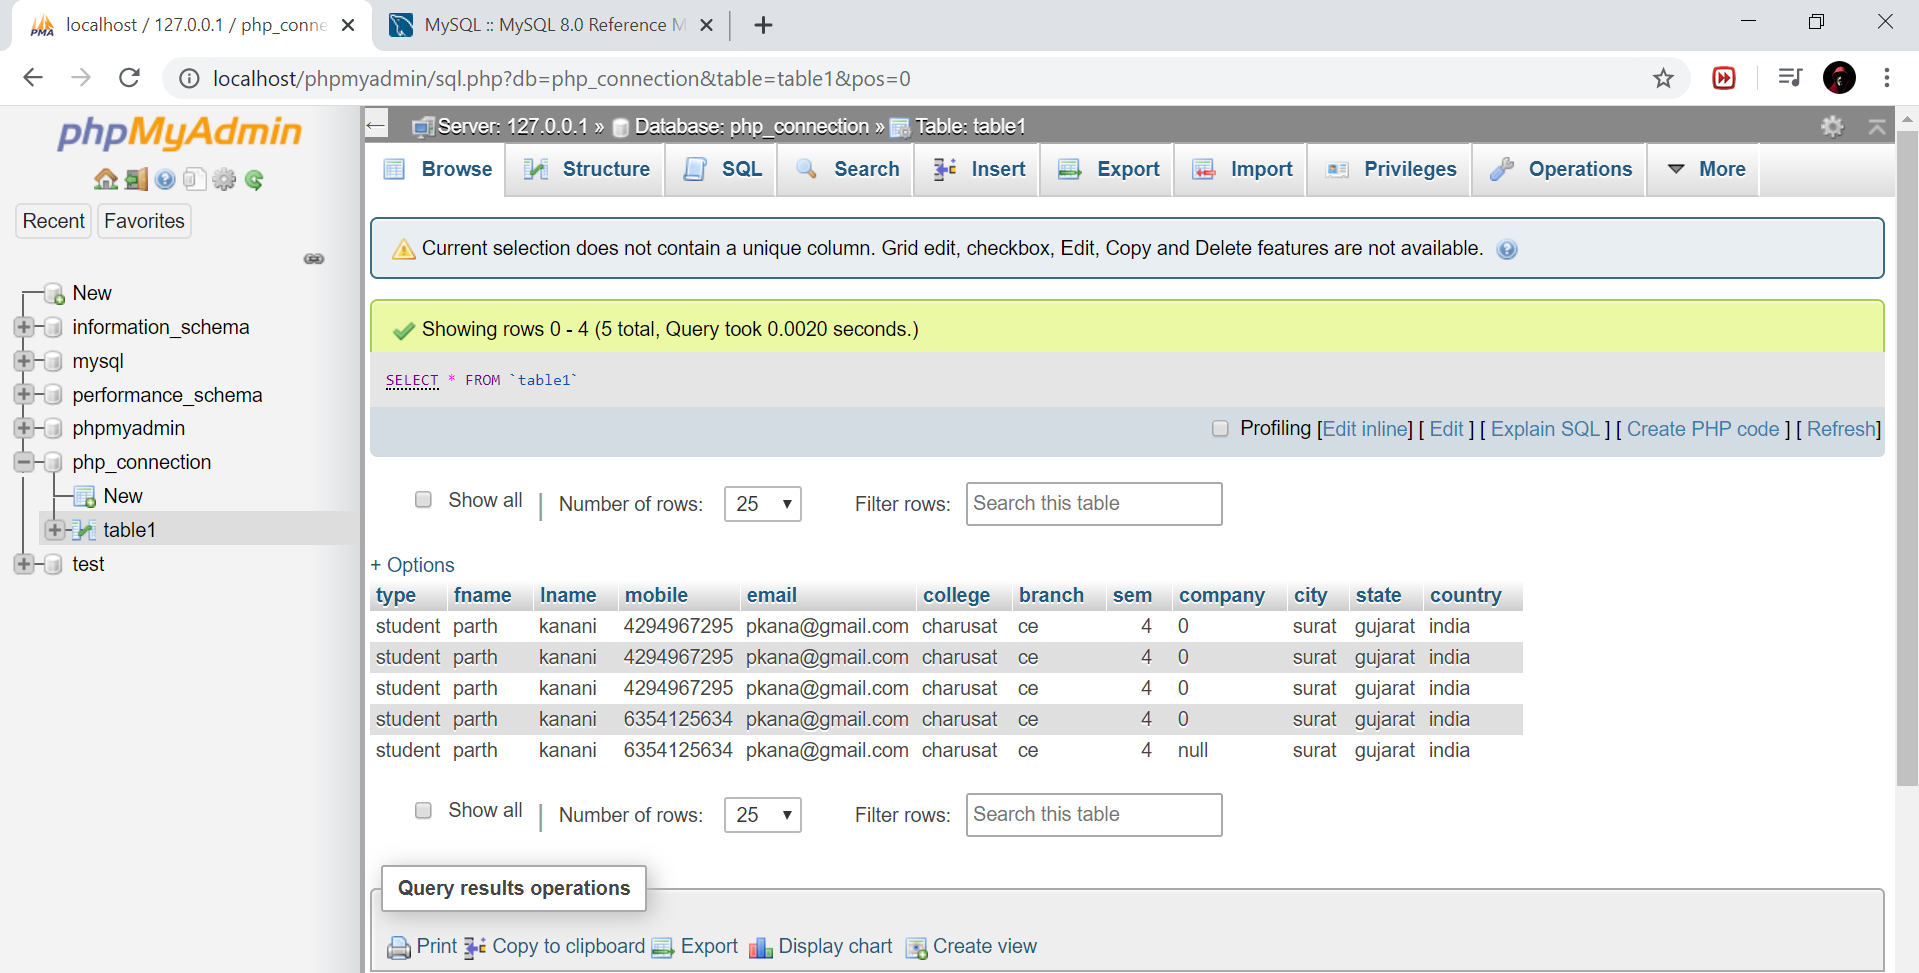 localhost / 127.0.0.1 / php_conne
MySQL :: MySQL 8.0 Reference M
localhost/phpmyadmin/sql.php?db=php_connection&table=table1&pos=0
phpMyAdmin
Recent Favorites
New
information_schema
mysql
performance_schema
phpmyadmin
php_connection
New
table1
test
Server: 127.0.0.1 » Database: php_connection » Table: table1
Browse Structure SQL Search Insert Export Import Privileges Operations More
Current selection does not contain a unique column. Grid edit, checkbox, Edit, Copy and Delete features are not available.
Showing rows 0 - 4 (5 total, Query took 0.0020 seconds.)
SELECT * FROM `table1`
Profiling [Edit inline] [ Edit ] [ Explain SQL ] [ Create PHP code ] [ Refresh]
Show all | Number of rows: 25 Filter rows: Search this table
+ Options
type fname lname mobile email college branch sem company city state country
student parth kanani 4294967295 pkana@gmail.com charusat ce 4 0 surat gujarat india
student parth kanani 4294967295 pkana@gmail.com charusat ce 4 0 surat gujarat india
student parth kanani 4294967295 pkana@gmail.com charusat ce 4 0 surat gujarat india
student parth kanani 6354125634 pkana@gmail.com charusat ce 4 0 surat gujarat india
student parth kanani 6354125634 pkana@gmail.com charusat ce 4 null surat gujarat india
Show all | Number of rows: 25 Filter rows: Search this table
Query results operations
Print Copy to clipboard Export Display chart Create view